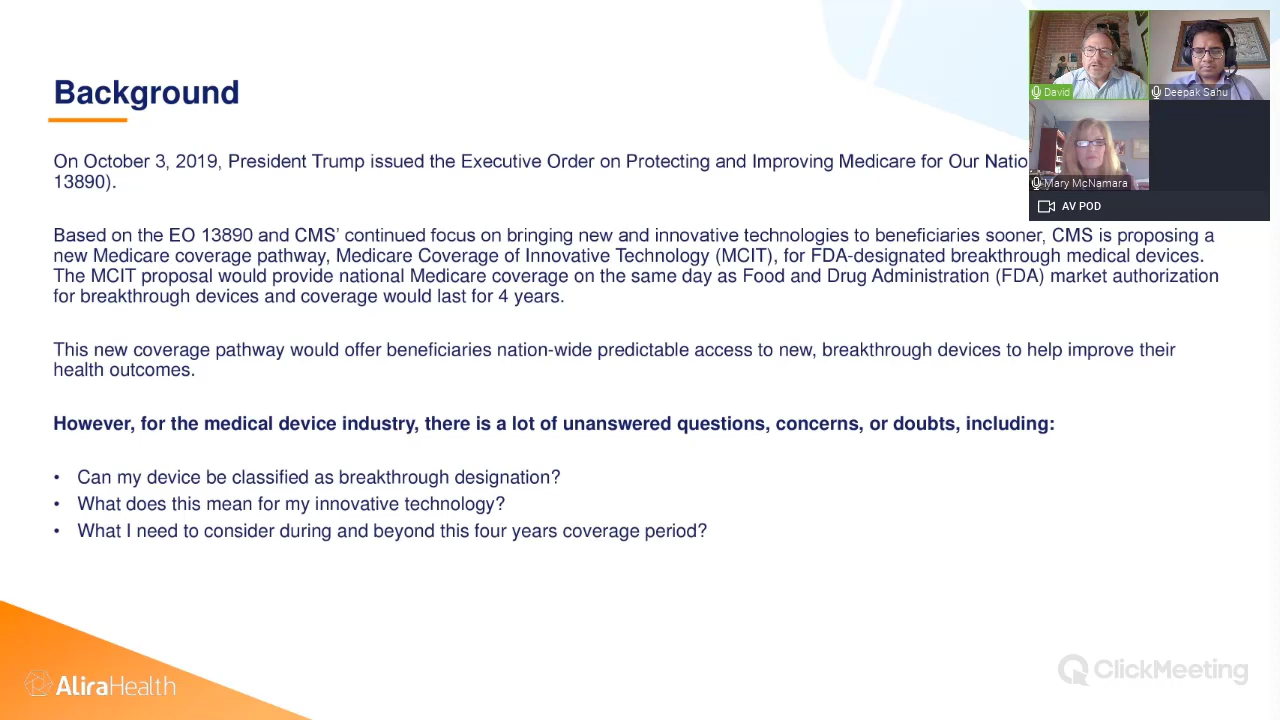 Background
On October 3, 2019, President Trump issued the Executive Order on Protecting and Improving Medicare for Our Natio
13890).
Based on the EO 13890 and CMS’ continued focus on bringing new and innovative technologies to beneficiaries sooner, CMS is proposing a
new Medicare coverage pathway, Medicare Coverage of Innovative Technology (MCIT), for FDA-designated breakthrough medical devices.
The MCIT proposal would provide national Medicare coverage on the same day as Food and Drug Administration (FDA) market authorization
for breakthrough devices and coverage would last for 4 years.
This new coverage pathway would offer beneficiaries nation-wide predictable access to new, breakthrough devices to help improve their
health outcomes.
However, for the medical device industry, there is a lot of unanswered questions, concerns, or doubts, including:
• Can my device be classified as breakthrough designation?
• What does this mean for my innovative technology?
• What I need to consider during and beyond this four years coverage period?
David
Deepak Sahu
Mary McNamara
AV POD
AliraHealth
ClickMeeting